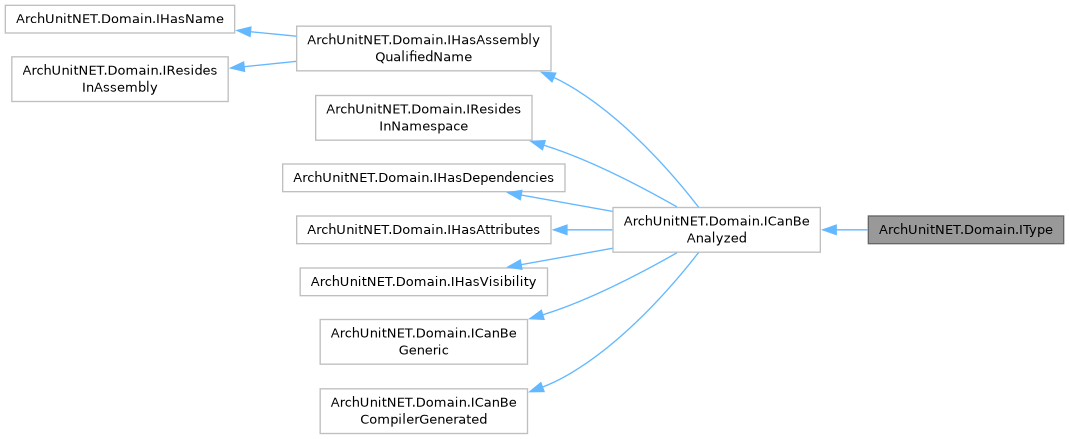 ArchUnitNET.Domain.IHasName
ArchUnitNET.Domain.IResides
InAssembly
ArchUnitNET.Domain.IHasAssembly
QualifiedName
ArchUnitNET.Domain.IResides
InNamespace
ArchUnitNET.Domain.IHasDependencies
ArchUnitNET.Domain.IHasAttributes
ArchUnitNET.Domain.IHasVisibility
ArchUnitNET.Domain.ICanBe
Generic
ArchUnitNET.Domain.ICanBe
CompilerGenerated
ArchUnitNET.Domain.ICanBe
Analyzed
ArchUnitNET.Domain.IType